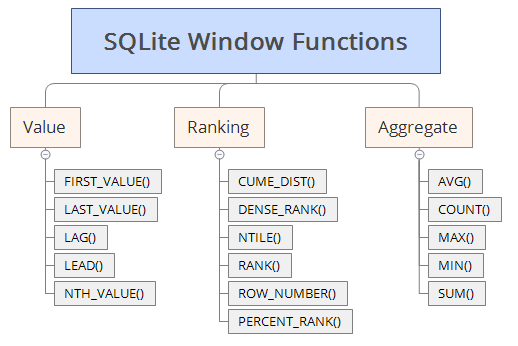 SQLite Window Functions
Value
FIRST_VALUE()
LAST_VALUE()
LAG()
LEAD()
NTH_VALUE()
Ranking
CUME_DIST()
DENSE_RANK()
NTILE()
RANK()
ROW_NUMBER()
PERCENT_RANK()
Aggregate
AVG()
COUNT()
MAX()
MIN()
SUM()